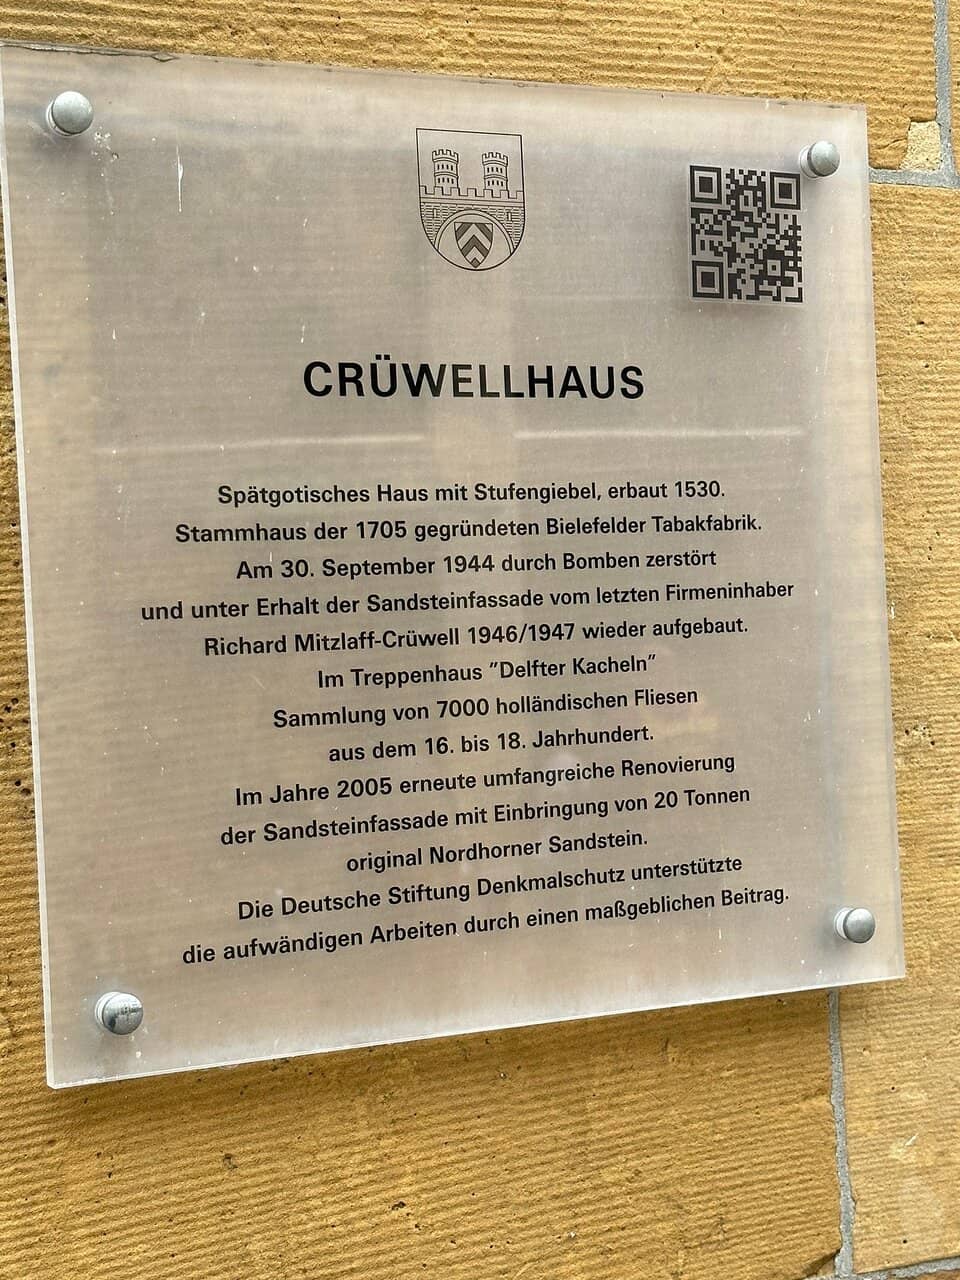 CRÜWELLHAUS
Spätgotisches Haus mit Stufengiebel, erbaut 1530.
Stammhaus der 1705 gegründeten Bielefelder Tabakfabrik.
Am 30. September 1944 durch Bomben zerstört
und unter Erhalt der Sandsteinfassade vom letzten Firmeninhaber
Richard Mitzlaff-Crüwell 1946/1947 wieder aufgebaut.
Im Treppenhaus "Delfter Kacheln"
Sammlung von 7000 holländischen Fliesen
aus dem 16. bis 18. Jahrhundert.
Im Jahre 2005 erneute umfangreiche Renovierung
der Sandsteinfassade mit Einbringung von 20 Tonnen
original Nordhorner Sandstein.
Die Deutsche Stiftung Denkmalschutz unterstützte
die aufwändigen Arbeiten durch einen maßgeblichen Beitrag.